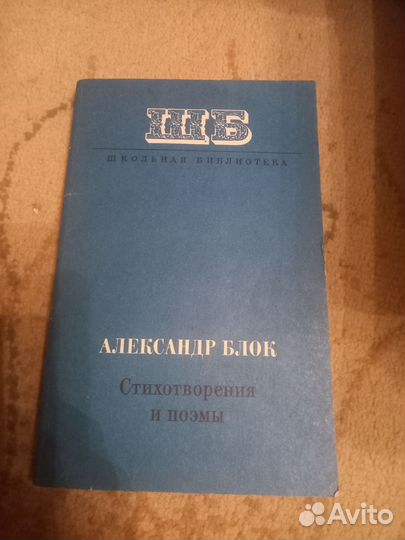 ШБ
ШКОЛЬНАЯ БИБЛИОТЕКА
АЛЕКСАНДР БЛОК
Стихотворения
и поэмы
Avito